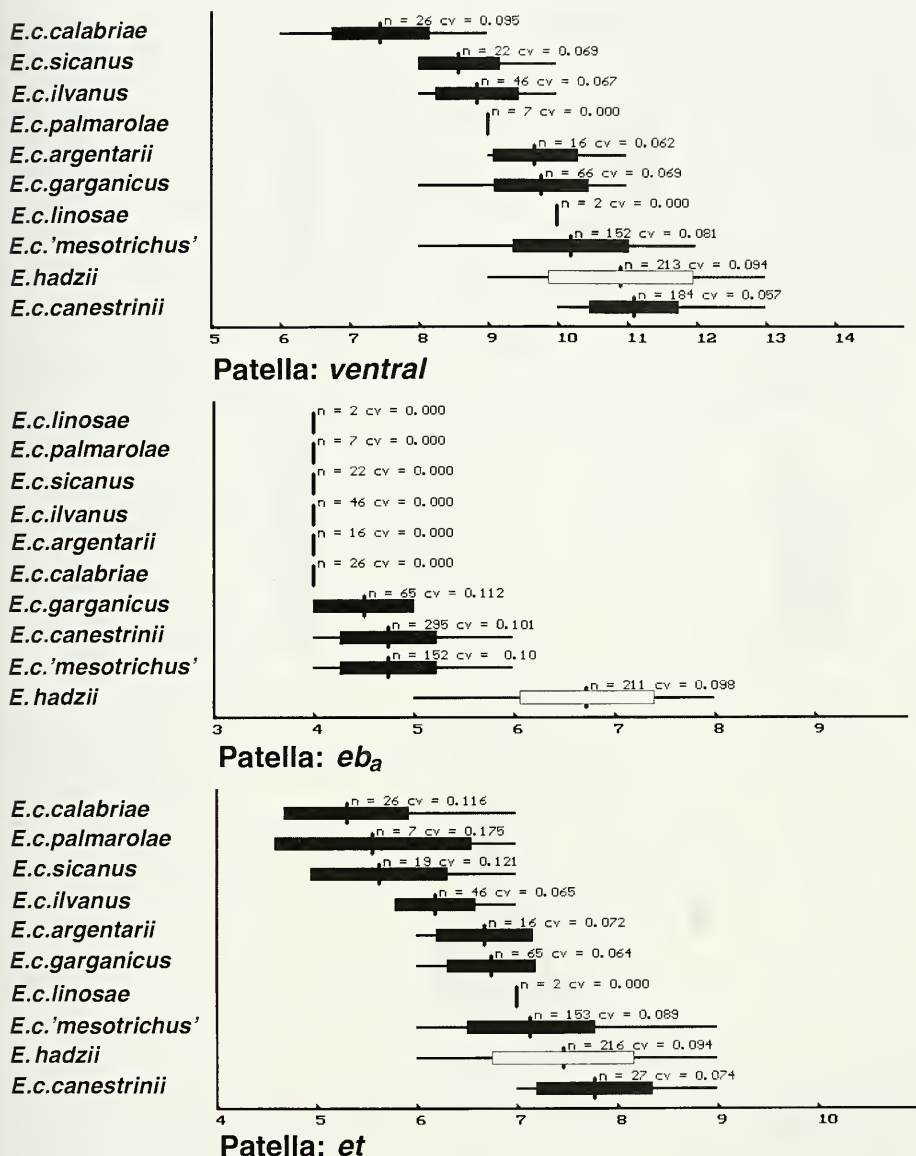 E.c.calabriae n = 26 cv = 0.095
E.c.sicanus n = 22 cv = 0.069
E.c.ilvanus n = 46 cv = 0.067
E.c.palmarolae n = 7 cv = 0.000
E.c.argentarii n = 16 cv = 0.062
E.c.garganicus n = 66 cv = 0.069
E.c.linosae n = 2 cv = 0.000
E.c.'mesotrichus' n = 152 cv = 0.081
E.hadzii n = 213 cv = 0.094
E.c.canestrinii n = 184 cv = 0.057
5 6 7 8 9 10 11 12 13 14
Patella: ventral
E.c.linosae n = 2 cv = 0.000
E.c.palmarolae n = 7 cv = 0.000
E.c.sicanus n = 22 cv = 0.000
E.c.ilvanus n = 46 cv = 0.000
E.c.argentarii n = 16 cv = 0.000
E.c.calabriae n = 26 cv = 0.000
E.c.garganicus n = 65 cv = 0.112
E.c.canestrinii n = 295 cv = 0.101
E.c.'mesotrichus' n = 152 cv = 0.10
E. hadzii n = 211 cv = 0.098
3 4 5 6 7 8 9
Patella: eba
E.c.calabriae n = 26 cv = 0.116
E.c.palmarolae n = 7 cv = 0.175
E.c.sicanus n = 19 cv = 0.121
E.c.ilvanus n = 46 cv = 0.065
E.c.argentarii n = 16 cv = 0.072
E.c.garganicus n = 65 cv = 0.064
E.c.linosae n = 2 cv = 0.000
E.c.'mesotrichus' n = 153 cv = 0.089
E. hadzii n = 216 cv = 0.094
E.c.canestrinii n = 27 cv = 0.074
4 5 6 7 8 9 10
Patella: et